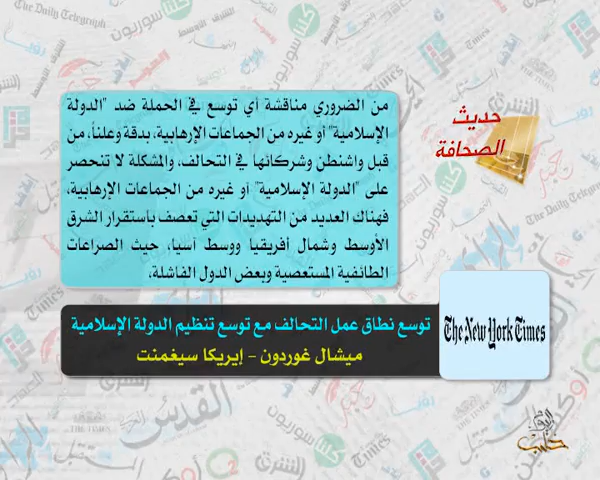 حديث
الصحافة
من الضروري مناقشة أي توسع في الحملة ضد "الدولة
الإسلامية" أو غيره من الجماعات الإرهابية، بدقة وعلناً، من
قبل واشنطن وشركائها في التحالف، والمشكلة لا تنحصر
على "الدولة الإسلامية" أو غيره من الجماعات الإرهابية،
فهناك العديد من التهديدات التي تعصف باستقرار الشرق
الأوسط وشمال أفريقيا ووسط آسيا، حيث الصراعات
الطائفية المستعصية وبعض الدول الفاشلة.
The New York Times
توسع نطاق عمل التحالف مع توسع تنظيم الدولة الإسلامية
ميشال غوردون - إيريكا سيغمنت